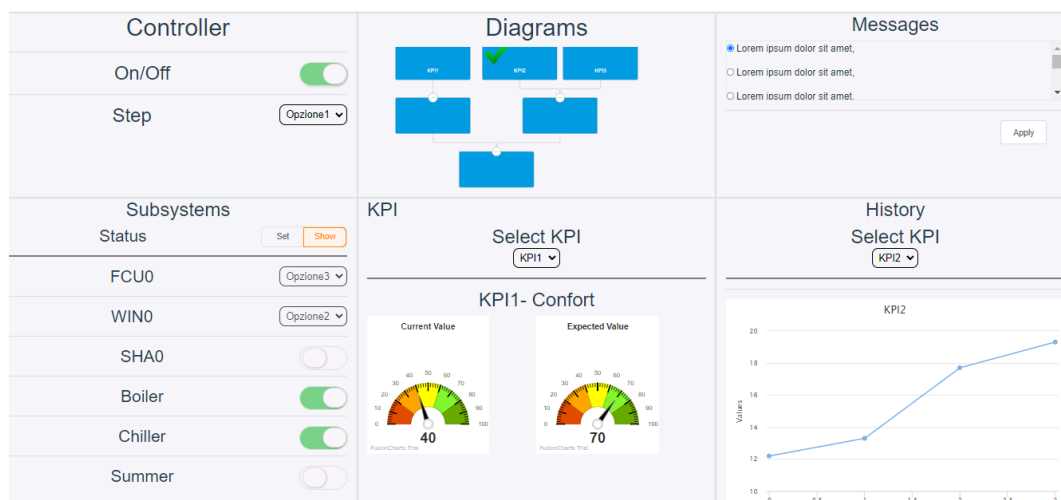 Controller
On/Off
Step
Opzione1
Diagrams
KPI1
KPI2
KPI3
Messages
Lorem ipsum dolor sit amet,
Lorem ipsum dolor sit amet,
Lorem ipsum dolor sit amet.
Apply
Subsystems
Status
Set
Show
FCU0
Opzione3
WIN0
Opzione2
SHA0
Boiler
Chiller
Summer
KPI
Select KPI
KPI1
KPI1- Confort
Current Value
0
10
20
30
40
50
60
70
80
90
100
40
FusionCharts Trial
Expected Value
0
10
20
30
40
50
60
70
80
90
100
70
FusionCharts Trial
History
Select KPI
KPI2
KPI2
Values
20
18
16
14
12
10